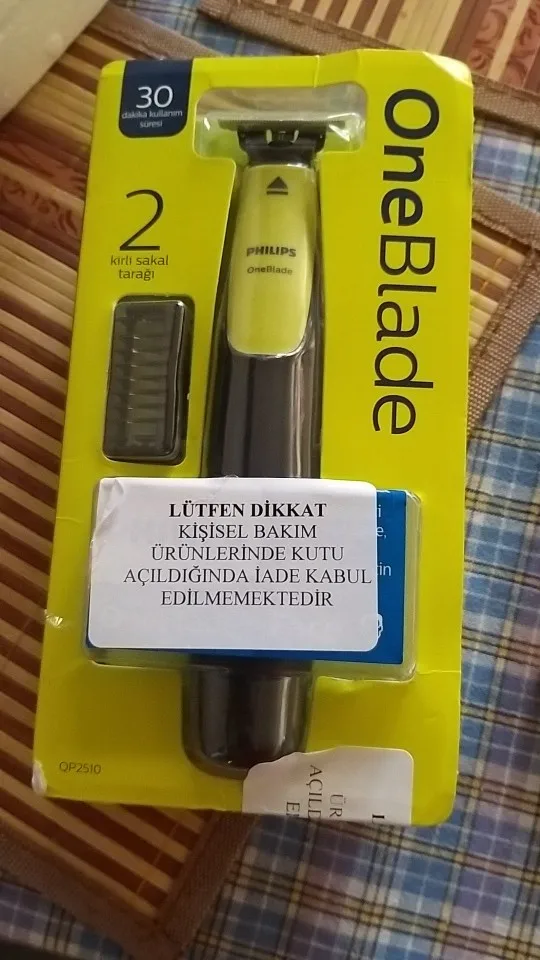 30
dakika kullanım
süresi
2
kirli sakal
tarağı
PHILIPS
OneBlade
OneBlade
LÜTFEN DİKKAT
KİŞİSEL BAKIM
ÜRÜNLERİNDE KUTU
AÇILDIĞINDA İADE KABUL
EDİLMEMEKTEDİR
QP2510